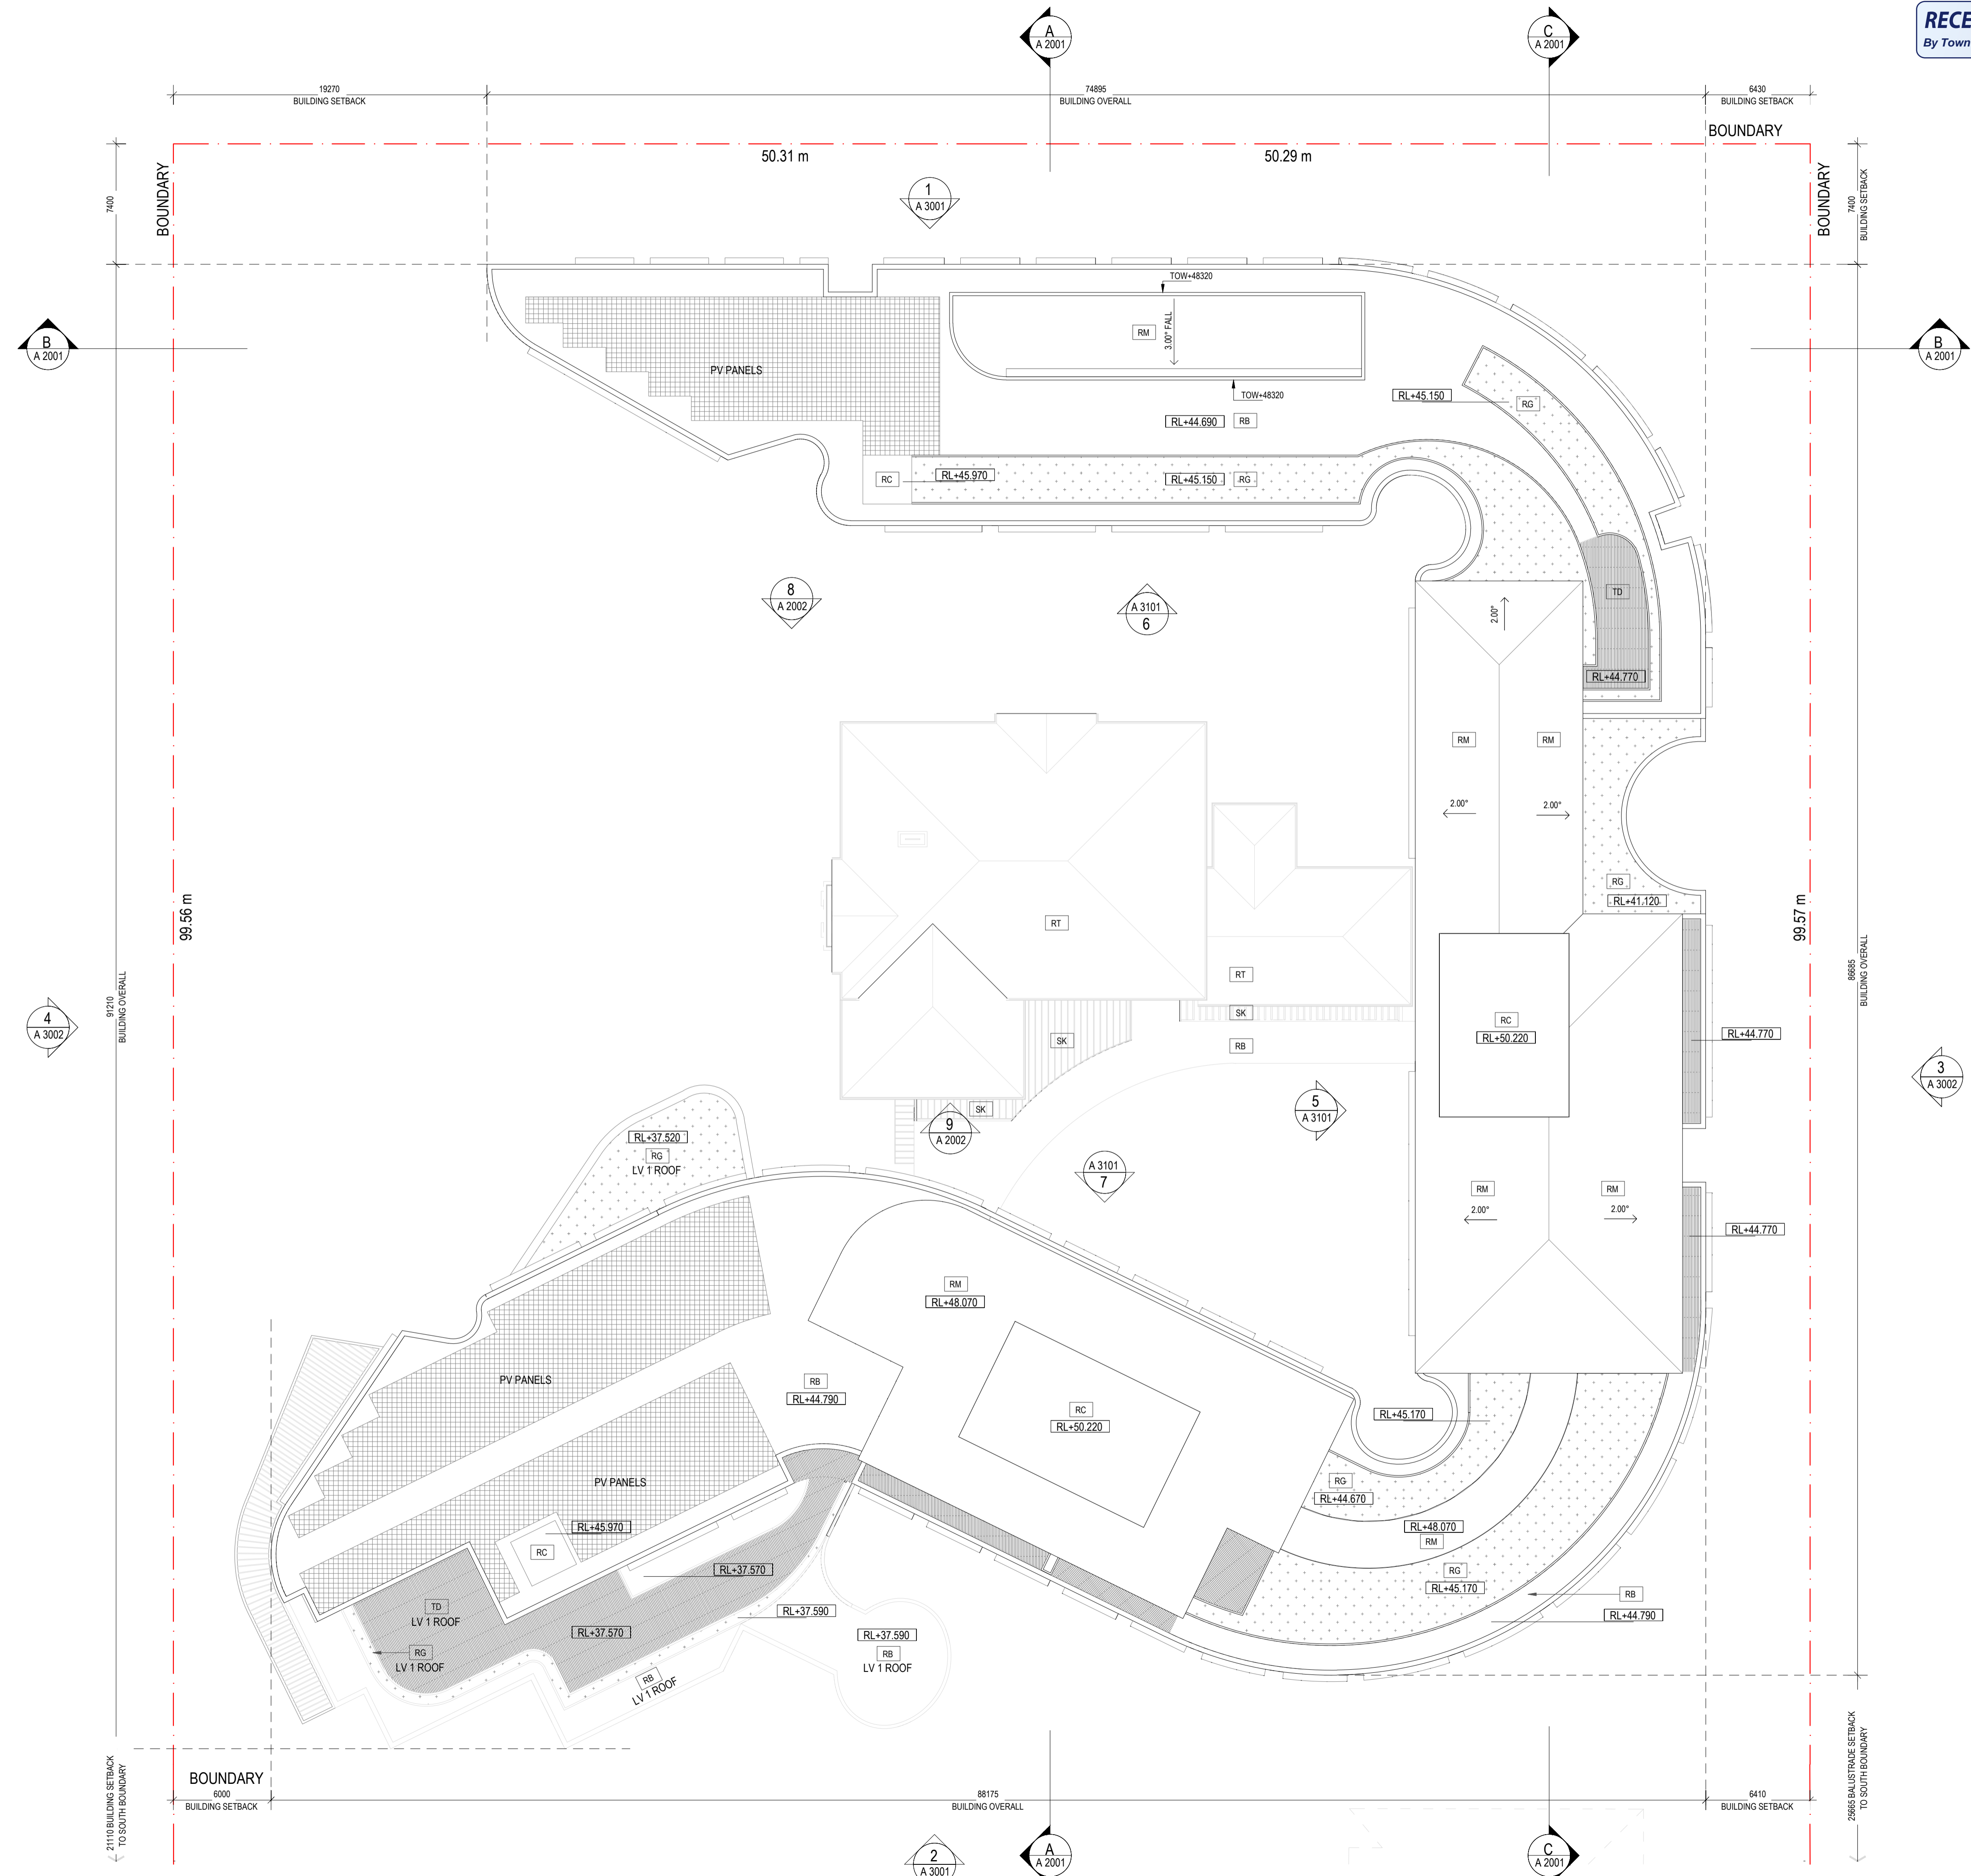 RECE
By Town
A
A 2001
C
A 2001
19270
BUILDING SETBACK
74895
BUILDING OVERALL
6430
BUILDING SETBACK
BOUNDARY
50.31 m
50.29 m
BOUNDARY
BOUNDARY
7400
7400
BUILDING SETBACK
1
A 3001
TOW+48320
RM
3.00° FALL
TOW+48320
B
A 2001
B
A 2001
PV PANELS
RL+45.150
RG
RL+44.690
RB
RC
RL+45.970
RL+45.150
RG
8
A 2002
A 3101
6
2.00°
TD
RL+44.770
RM
RM
2.00°
2.00°
RG
RL+41.120
99.56 m
99.57 m
RT
RT
SK
RB
SK
SK
RC
RL+50.220
RL+44.770
91210
BUILDING OVERALL
86685
BUILDING OVERALL
4
A 3002
3
A 3002
5
A 3101
9
A 2002
A 3101
7
RL+37.520
RG
LV 1 ROOF
RM
2.00°
RM
2.00°
RL+44.770
RM
RL+48.070
PV PANELS
RB
RL+44.790
RC
RL+50.220
RL+45.170
PV PANELS
RG
RL+44.670
RL+45.970
RC
RL+48.070
RM
RL+37.570
RG
RL+45.170
RB
RL+44.790
TD
LV 1 ROOF
RL+37.590
RL+37.570
RG
LV 1 ROOF
RL+37.590
RB
LV 1 ROOF
RB
LV 1 ROOF
BOUNDARY
6000
BUILDING SETBACK
88175
BUILDING OVERALL
6410
BUILDING SETBACK
21110 BUILDING SETBACK
TO SOUTH BOUNDARY
25665 BALUSTRADE SETBACK
TO SOUTH BOUNDARY
2
A 3001
A
A 2001
C
A 2001